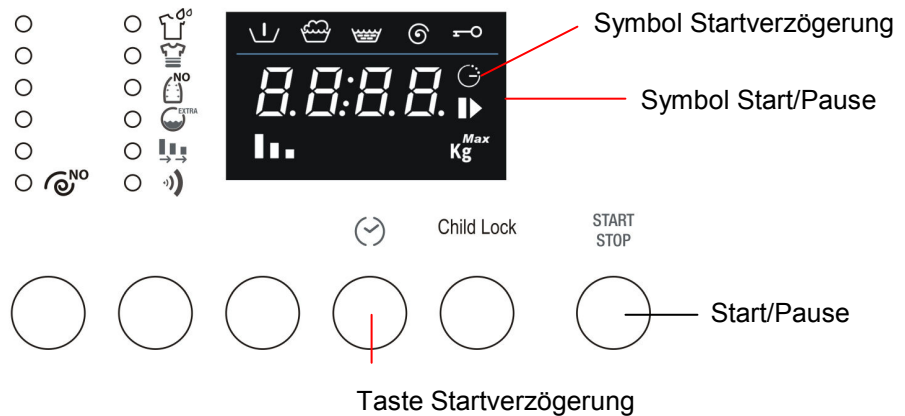 Symbol Startverzögerung
NO
EXTRA
NO
8.8:8.8.
Symbol Start/Pause
Max
Kg
Child Lock
START
STOP
Start/Pause
Taste Startverzögerung